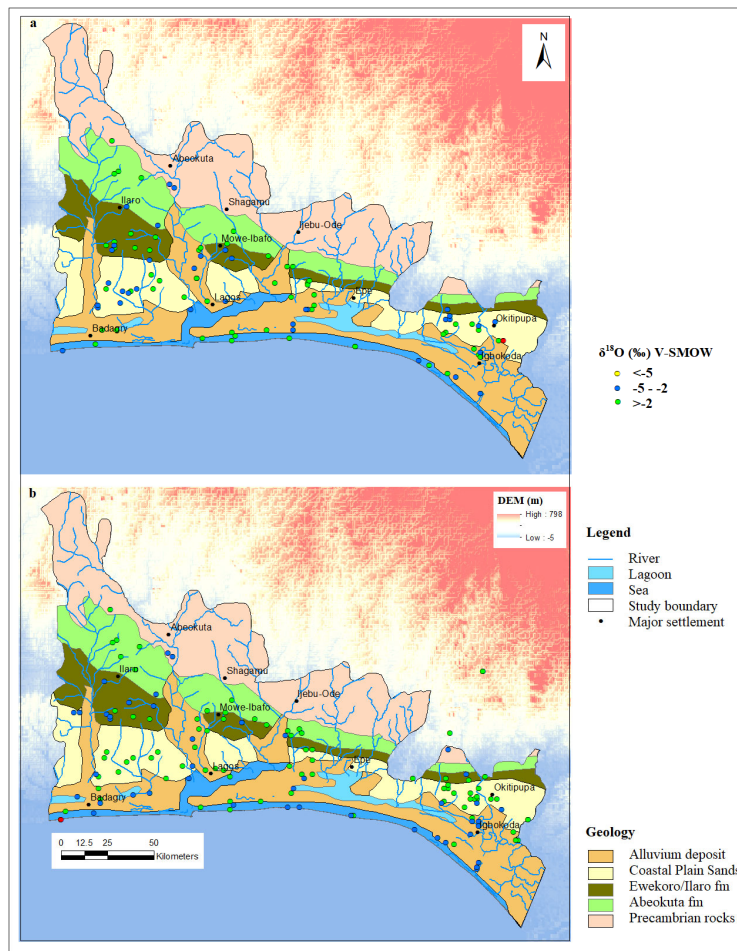 a
N
Abeokuta
Ilaro
Shagamu
Ijebu-Ode
Mowe-Ibafo
Lagos
Epe
Okitipupa
Badagry
Igbokoda
δ18O (‰) V-SMOW
<-5
-5 - -2
>-2
b
DEM (m)
High : 798
Low : -5
Abeokuta
Ilaro
Shagamu
Ijebu-Ode
Mowe-Ibafo
Lagos
Epe
Okitipupa
Badagry
Igbokoda
0 12.5 25 50
Kilometers
Legend
River
Lagoon
Sea
Study boundary
Major settlement
Geology
Alluvium deposit
Coastal Plain Sands
Ewekoro/Ilaro fm
Abeokuta fm
Precambrian rocks